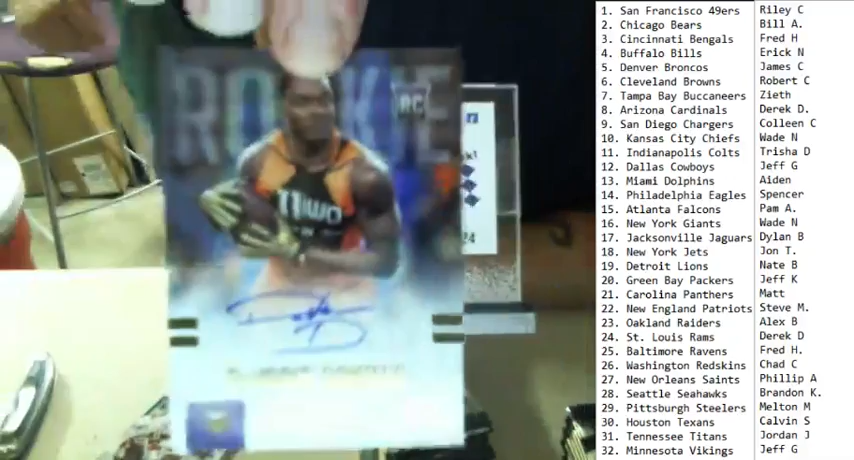 ROOKIE
RC
11WO
24
1. San Francisco 49ers Riley C
2. Chicago Bears Bill A.
3. Cincinnati Bengals Fred H
4. Buffalo Bills Erick N
5. Denver Broncos James C
6. Cleveland Browns Robert C
7. Tampa Bay Buccaneers Zieth
8. Arizona Cardinals Derek D.
9. San Diego Chargers Colleen C
10. Kansas City Chiefs Wade N
11. Indianapolis Colts Trisha D
12. Dallas Cowboys Jeff G
13. Miami Dolphins Aiden
14. Philadelphia Eagles Spencer
15. Atlanta Falcons Pam A.
16. New York Giants Wade N
17. Jacksonville Jaguars Dylan B
18. New York Jets Jon T.
19. Detroit Lions Nate B
20. Green Bay Packers Jeff K
21. Carolina Panthers Matt
22. New England Patriots Steve M.
23. Oakland Raiders Alex B
24. St. Louis Rams Derek D
25. Baltimore Ravens Fred H.
26. Washington Redskins Chad C
27. New Orleans Saints Phillip A
28. Seattle Seahawks Brandon K.
29. Pittsburgh Steelers Melton M
30. Houston Texans Calvin S
31. Tennessee Titans Jordan J
32. Minnesota Vikings Jeff G